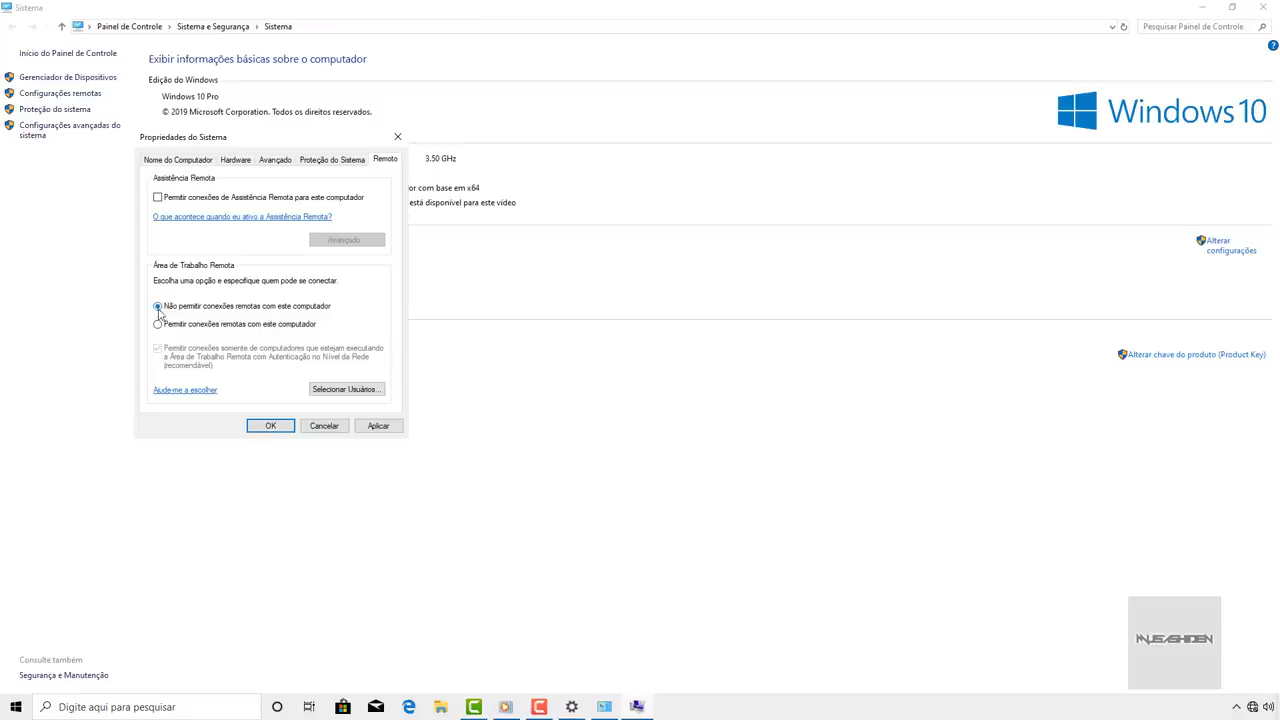 Sistema
Painel de Controle > Sistema e Segurança > Sistema
Pesquisar Painel de Controle
Início do Painel de Controle
Gerenciador de Dispositivos
Configurações remotas
Proteção do sistema
Configurações avançadas do
sistema
Exibir informações básicas sobre o computador
Edição do Windows
Windows 10 Pro
© 2019 Microsoft Corporation. Todos os direitos reservados.
Windows 10
3.50 GHz
or com base em x64
está disponível para este vídeo
Alterar
configurações
Alterar chave do produto (Product Key)
Propriedades do Sistema
Nome do Computador Hardware Avançado Proteção do Sistema Remoto
Assistência Remota
Permitir conexões de Assistência Remota para este computador
O que acontece quando eu ativo a Assistência Remota?
Avançado
Área de Trabalho Remota
Escolha uma opção e especifique quem pode se conectar.
Não permitir conexões remotas com este computador
Permitir conexões remotas com este computador
Permitir conexões somente de computadores que estejam executando
a Área de Trabalho Remota com Autenticação no Nível da Rede
(recomendável)
Ajude-me a escolher
Selecionar Usuários...
OK Cancelar Aplicar
Consulte também
Segurança e Manutenção
Digite aqui para pesquisar